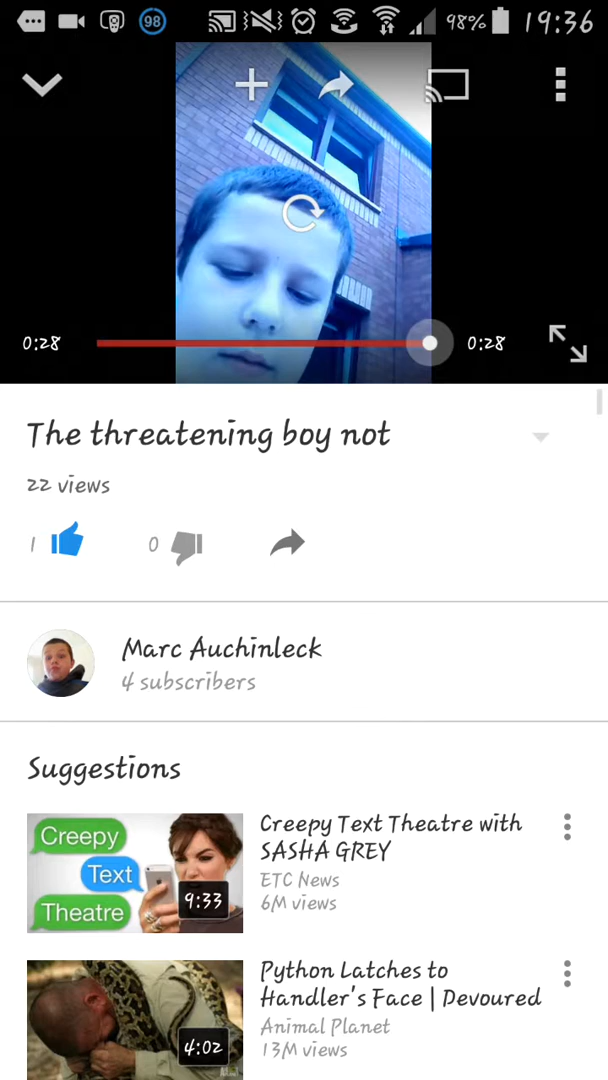 98
98%
19:36
0:28
0:28
The threatening boy not
22 views
1
0
Marc Auchinleck
4 subscribers
Suggestions
Creepy
Text
Theatre
9:33
Creepy Text Theatre with
SASHA GREY
ETC News
6M views
4:02
Python Latches to
Handler's Face | Devoured
Animal Planet
13M views